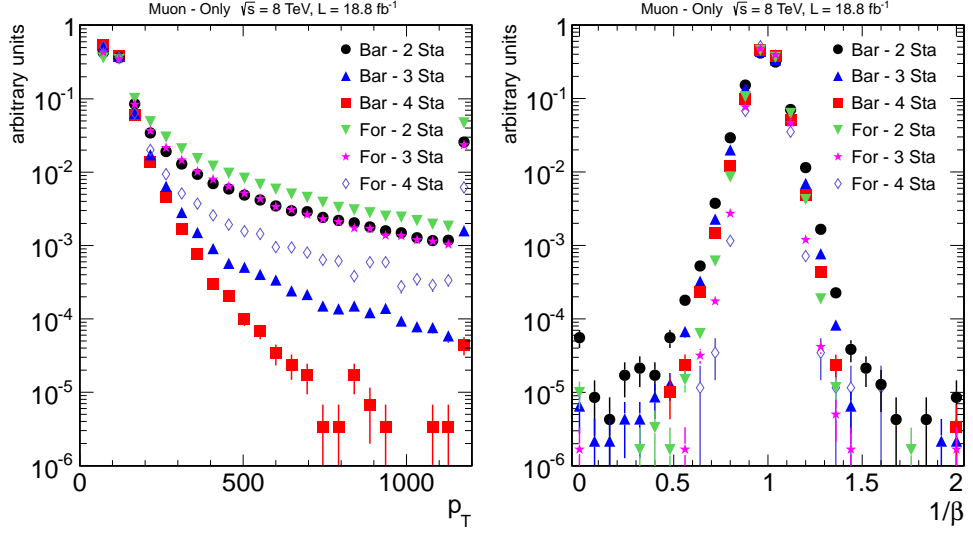 Muon - Only √s = 8 TeV, L = 18.8 fb⁻¹
arbitrary units
1
10⁻¹
10⁻²
10⁻³
10⁻⁴
10⁻⁵
10⁻⁶
Bar - 2 Sta
Bar - 3 Sta
Bar - 4 Sta
For - 2 Sta
For - 3 Sta
For - 4 Sta
0 500 1000
p_T
Muon - Only √s = 8 TeV, L = 18.8 fb⁻¹
arbitrary units
1
10⁻¹
10⁻²
10⁻³
10⁻⁴
10⁻⁵
10⁻⁶
Bar - 2 Sta
Bar - 3 Sta
Bar - 4 Sta
For - 2 Sta
For - 3 Sta
For - 4 Sta
0 0.5 1 1.5 2
1/β